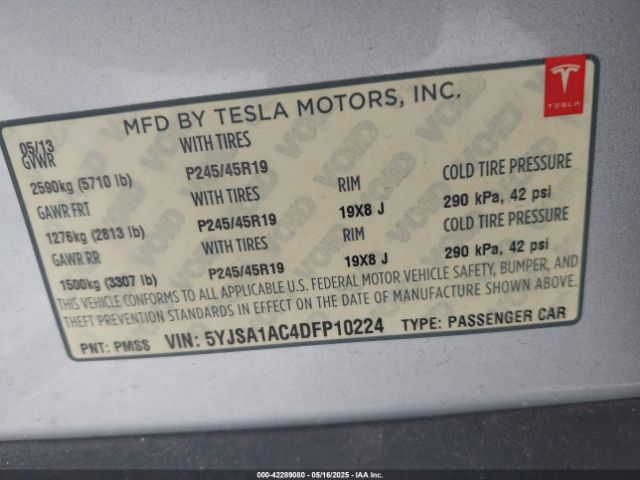 MFD BY TESLA MOTORS, INC.
TESLA
05/13
GVWR WITH TIRES
2590kg (5710 lb) P245/45R19 RIM COLD TIRE PRESSURE
GAWR FRT WITH TIRES 19X8 J 290 kPa, 42 psi
1276kg (2813 lb) P245/45R19 RIM COLD TIRE PRESSURE
GAWR RR WITH TIRES 19X8 J 290 kPa, 42 psi
1500kg (3307 lb) P245/45R19
THIS VEHICLE CONFORMS TO ALL APPLICABLE U.S. FEDERAL MOTOR VEHICLE SAFETY, BUMPER, AND
THEFT PREVENTION STANDARDS IN EFFECT ON THE DATE OF MANUFACTURE SHOWN ABOVE.
PNT: PMSS VIN: 5YJSA1AC4DFP10224 TYPE: PASSENGER CAR
000-42289080 - 05/16/2025 - IAA Inc.